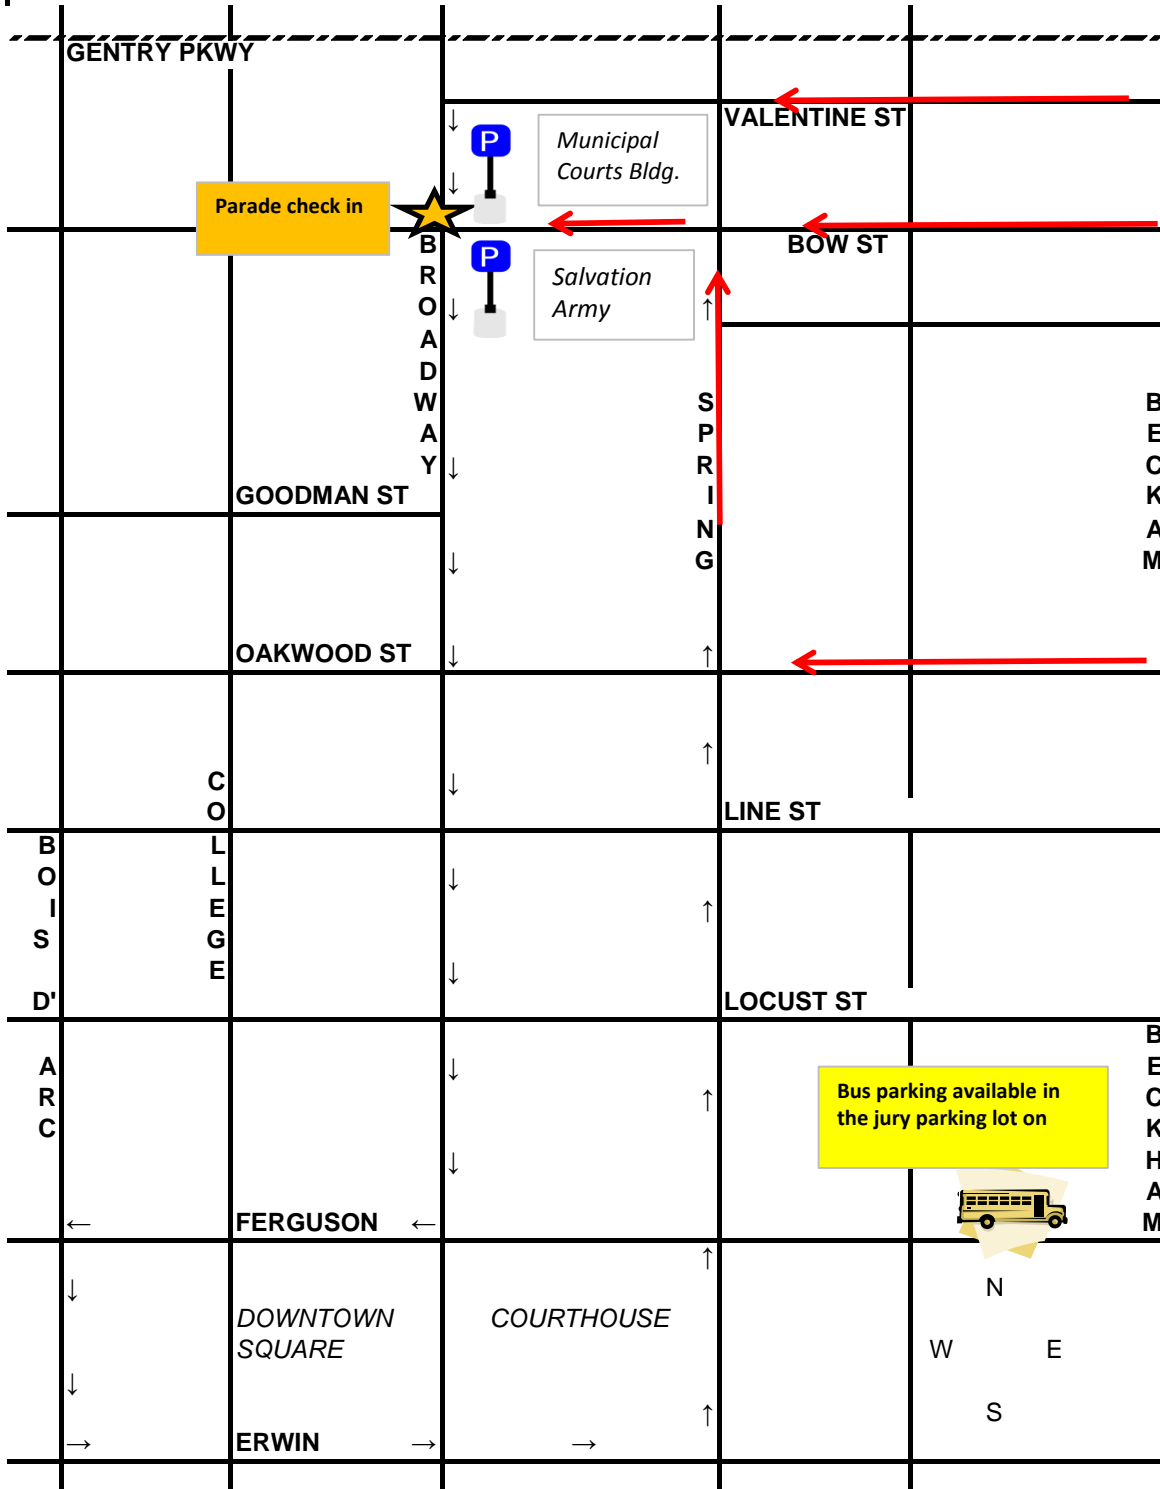 GENTRY PKWY
VALENTINE ST
P
Municipal
Courts Bldg.
Parade check in
BOW ST
P
Salvation
Army
BROADWAY
SPRING
BECKAM
GOODMAN ST
OAKWOOD ST
COLLEGE
LINE ST
BOIS D' ARC
LOCUST ST
BECKHAM
Bus parking available in
the jury parking lot on
FERGUSON
N
DOWNTOWN
SQUARE
COURTHOUSE
W E
S
ERWIN